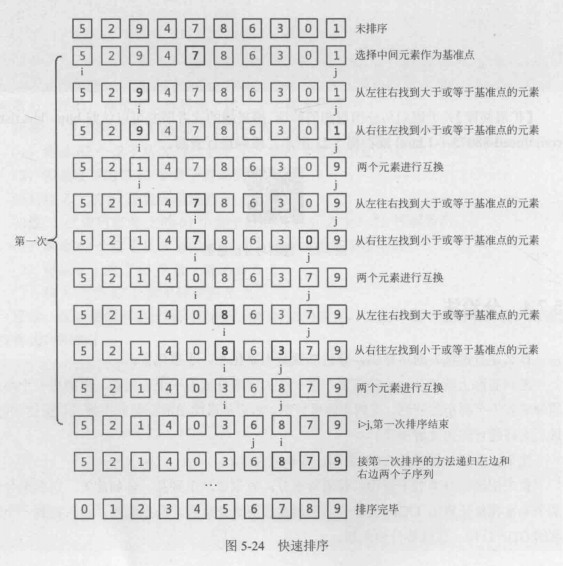 5 2 9 4 7 8 6 3 0 1 未排序
5 2 9 4 7 8 6 3 0 1 选择中间元素作为基准点
i j
5 2 9 4 7 8 6 3 0 1 从左往右找到大于或等于基准点的元素
i j
5 2 9 4 7 8 6 3 0 1 从右往左找到小于或等于基准点的元素
i j
5 2 1 4 7 8 6 3 0 9 两个元素进行互换
i j
5 2 1 4 7 8 6 3 0 9 从左往右找到大于或等于基准点的元素
i j
第一次
5 2 1 4 7 8 6 3 0 9 从右往左找到小于或等于基准点的元素
i j
5 2 1 4 0 8 6 3 7 9 两个元素进行互换
i j
5 2 1 4 0 8 6 3 7 9 从左往右找到大于或等于基准点的元素
i j
5 2 1 4 0 8 6 3 7 9 从右往左找到小于或等于基准点的元素
i j
5 2 1 4 0 3 6 8 7 9 两个元素进行互换
i j
5 2 1 4 0 3 6 8 7 9 i>j,第一次排序结束
j i
5 2 1 4 0 3 6 8 7 9 接第一次排序的方法递归左边和
右边两个子序列
…
0 1 2 3 4 5 6 7 8 9 排序完毕
图 5-24 快速排序